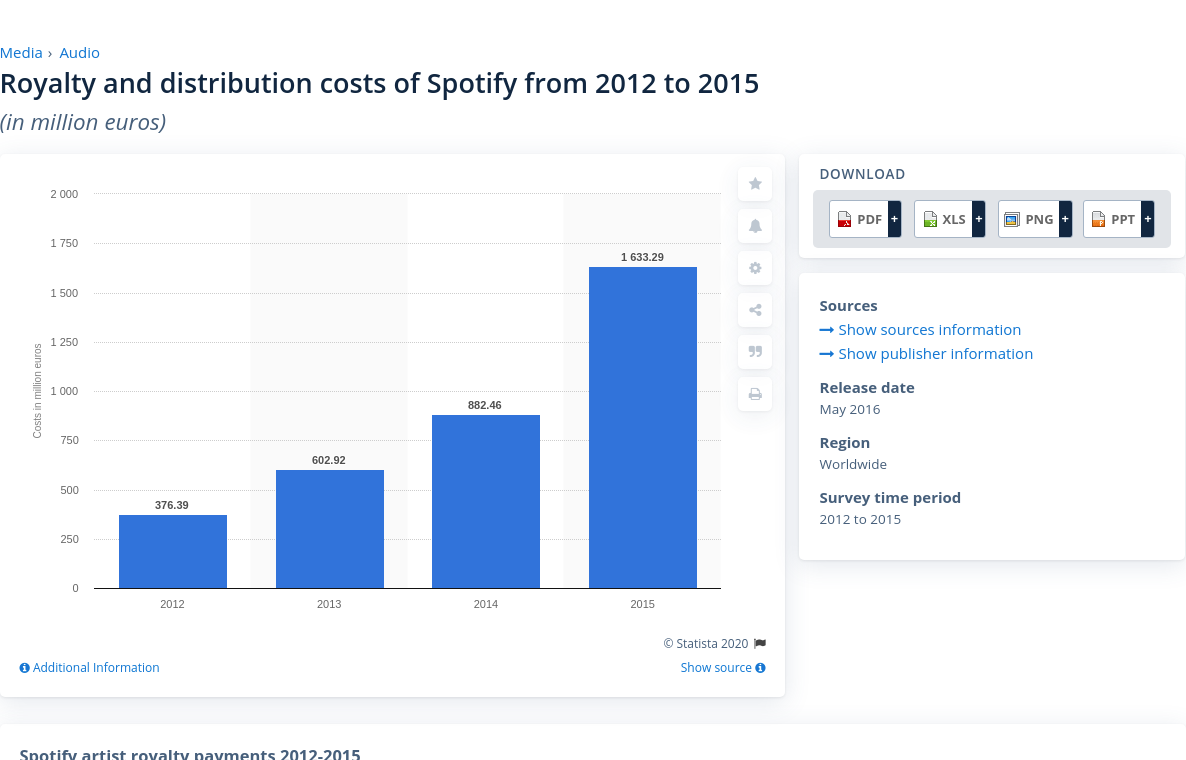 Media › Audio
Royalty and distribution costs of Spotify from 2012 to 2015
(in million euros)
2 000
1 750
1 500
1 250
1 000
750
500
250
0
Costs in million euros
376.39
602.92
882.46
1 633.29
2012
2013
2014
2015
© Statista 2020
Additional Information
Show source
DOWNLOAD
PDF +
XLS +
PNG +
PPT +
Sources
Show sources information
Show publisher information
Release date
May 2016
Region
Worldwide
Survey time period
2012 to 2015
Spotify artist royalty payments 2012-2015